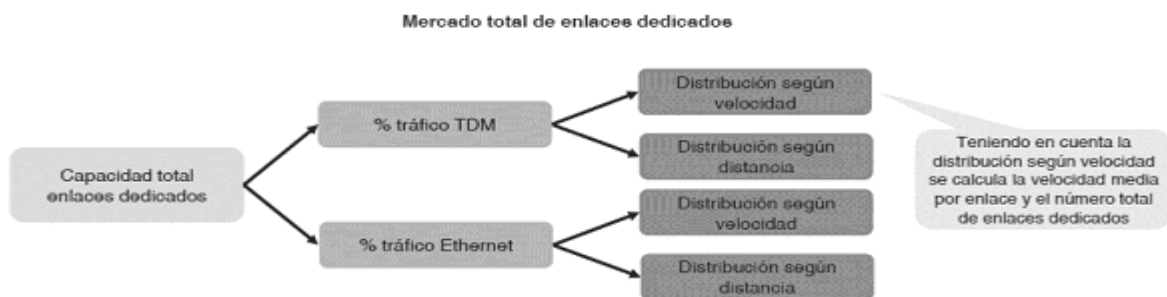 Mercado total de enlaces dedicados
Capacidad total
enlaces dedicados
% tráfico TDM
% tráfico Ethernet
Distribución según
velocidad
Distribución según
distancia
Distribución según
velocidad
Distribución según
distancia
Teniendo en cuenta la
distribución según velocidad
se calcula la velocidad media
por enlace y el número total
de enlaces dedicados